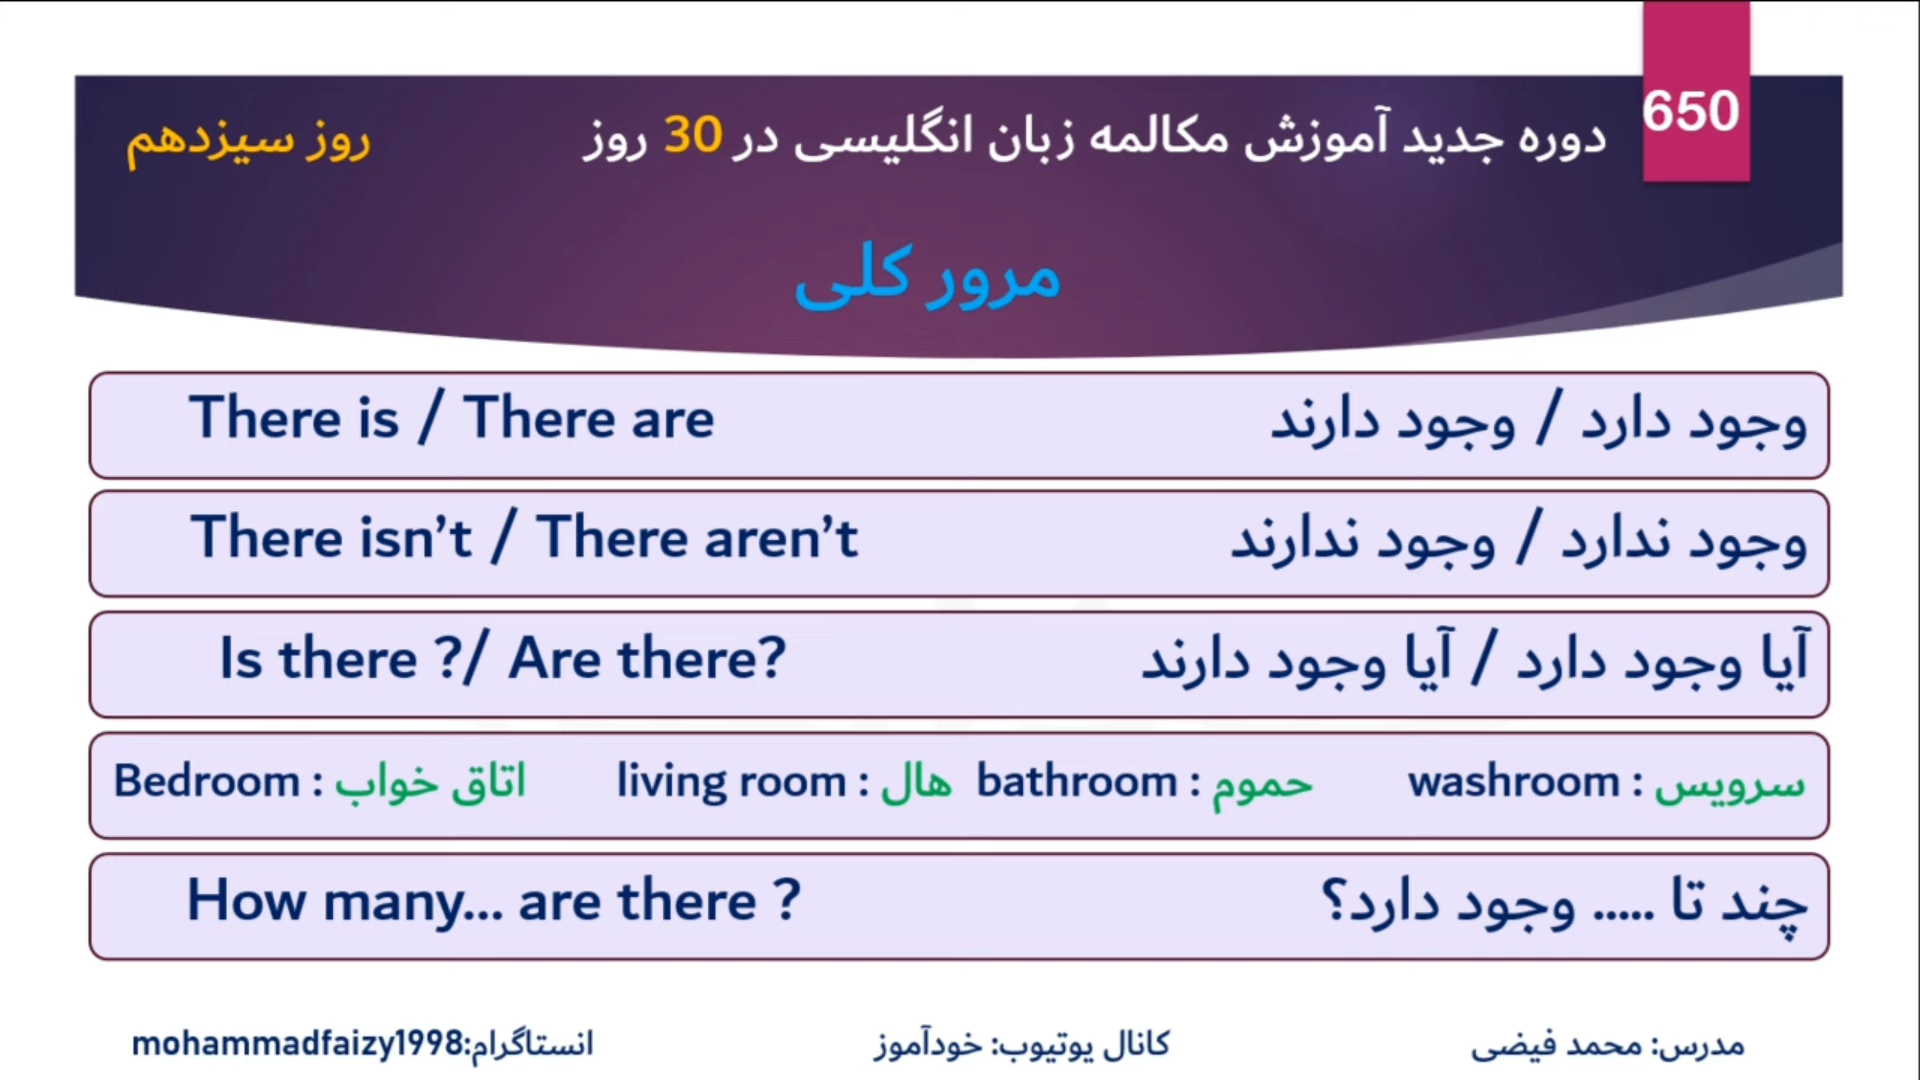 650
دوره جدید آموزش مکالمه زبان انگلیسی در 30 روز
روز سیزدهم
مرور کلی
There is / There are
وجود دارد / وجود دارند
There isn’t / There aren’t
وجود ندارد / وجود ندارند
Is there ?/ Are there?
آیا وجود دارد / آیا وجود دارند
Bedroom : اتاق خواب living room : هال bathroom : حموم washroom : سرویس
How many... are there ?
چند تا ..... وجود دارد؟
مدرس: محمد فیضی
کانال یوتیوب: خودآموز
انستاگرام:mohammadfaizy1998